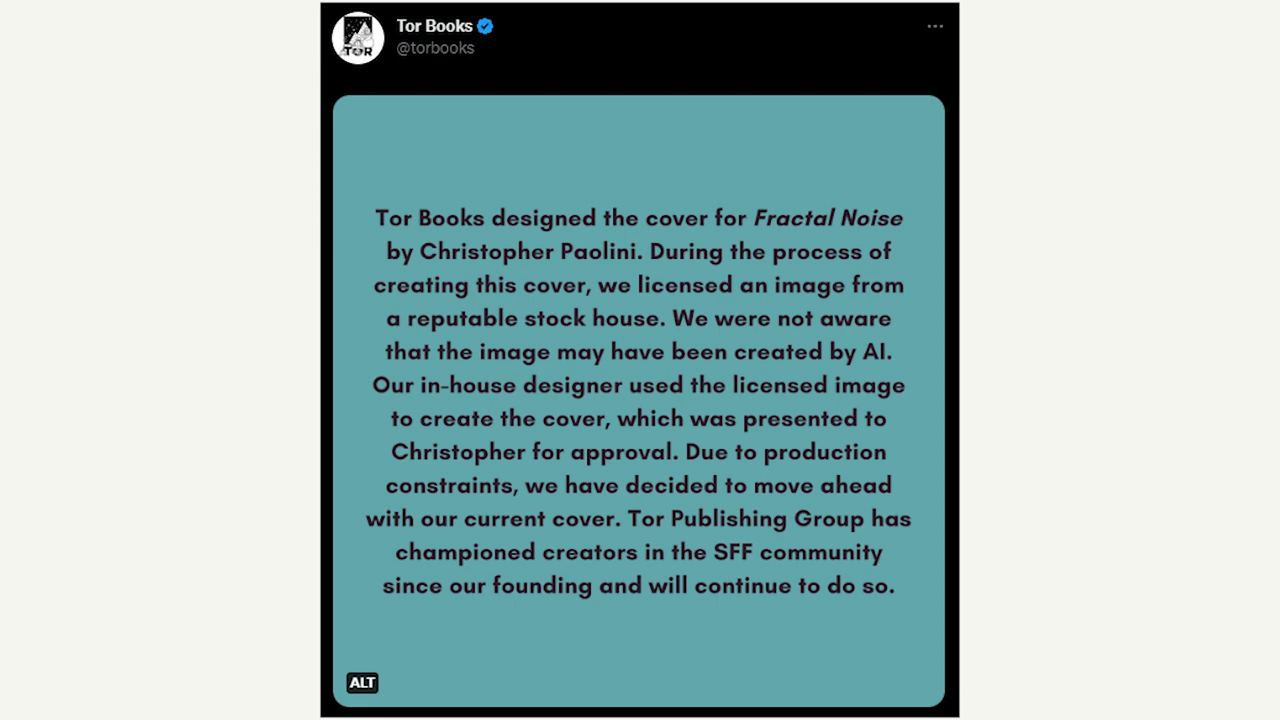 Tor Books
@torbooks
TOR
Tor Books designed the cover for Fractal Noise
by Christopher Paolini. During the process of
creating this cover, we licensed an image from
a reputable stock house. We were not aware
that the image may have been created by AI.
Our in-house designer used the licensed image
to create the cover, which was presented to
Christopher for approval. Due to production
constraints, we have decided to move ahead
with our current cover. Tor Publishing Group has
championed creators in the SFF community
since our founding and will continue to do so.
ALT